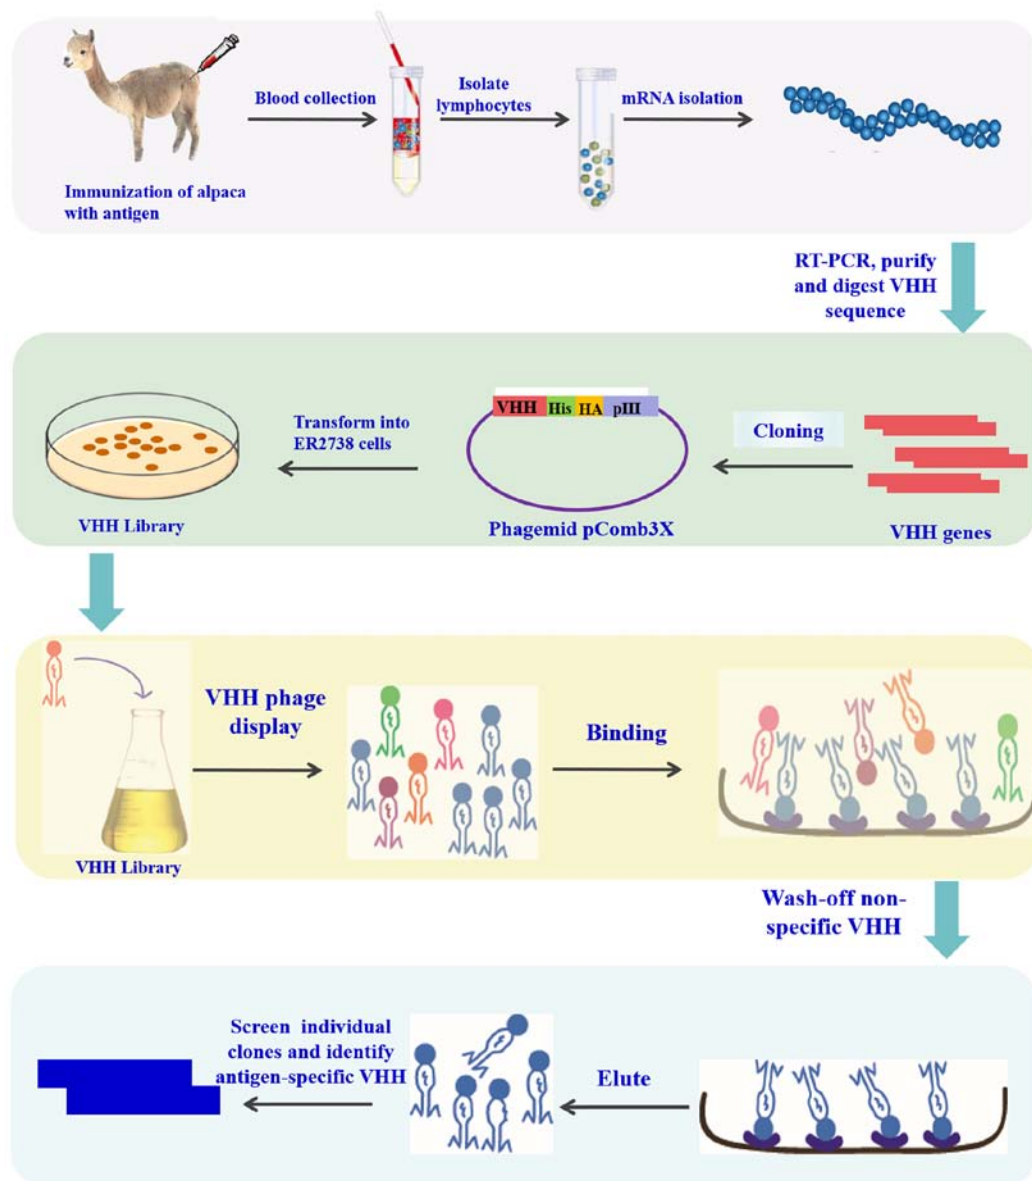 Blood collection
Isolate
lymphocytes
mRNA isolation
Immunization of alpaca
with antigen
RT-PCR, purify
and digest VHH
sequence
VHH His HA pIII
Transform into
ER2738 cells
Cloning
VHH Library
Phagemid pComb3X
VHH genes
VHH phage
display
Binding
VHH Library
Wash-off non-
specific VHH
Screen individual
clones and identify
antigen-specific VHH
Elute